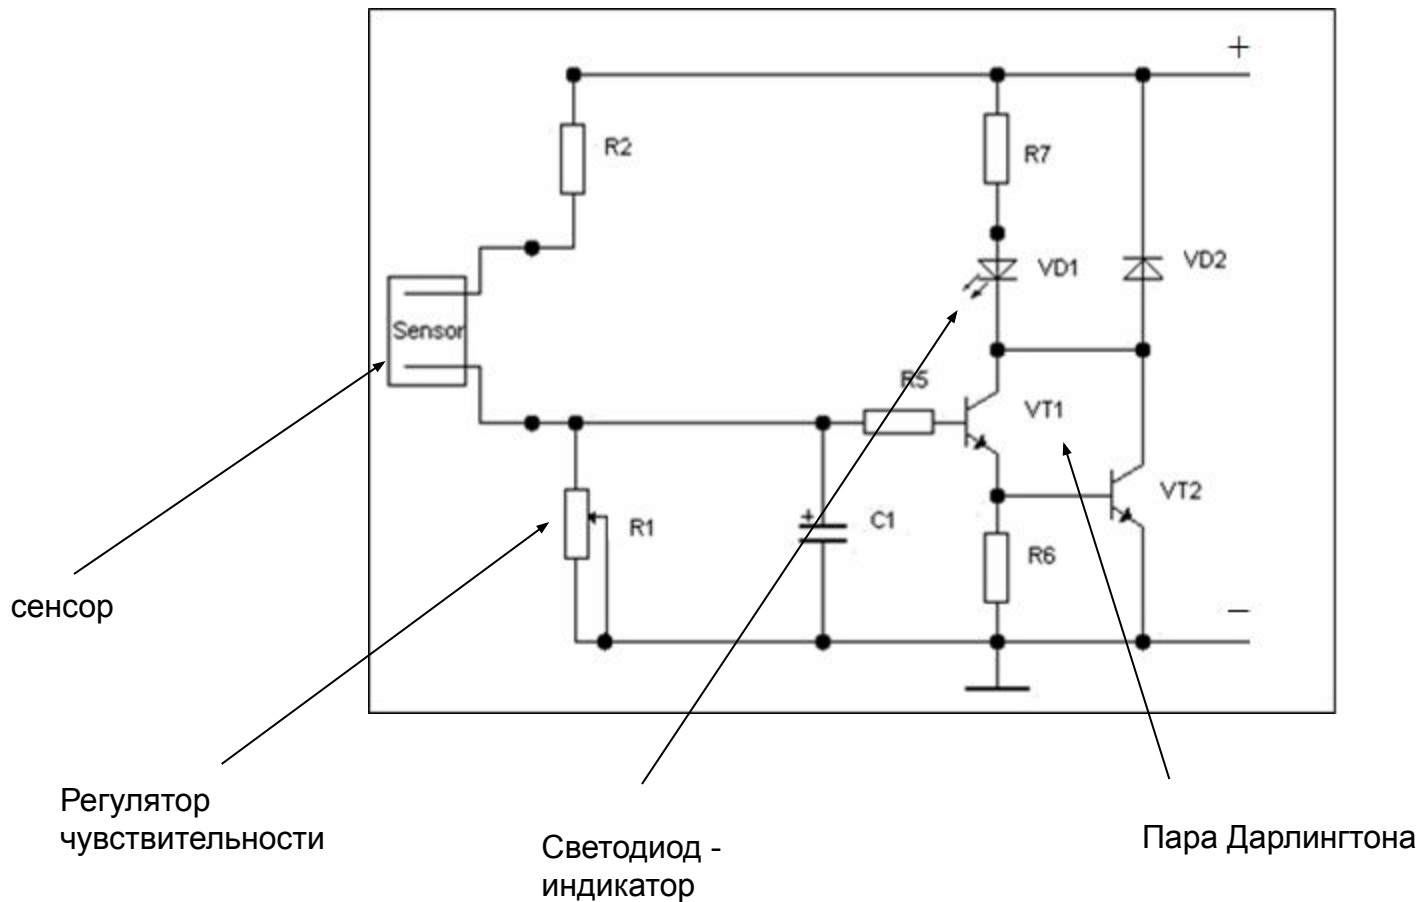 +
R2
R7
VD1
VD2
Sensor
R5
VT1
VT2
+
C1
R1
R6
–
сенсор
Регулятор
чувствительности
Светодиод -
индикатор
Пара Дарлингтона